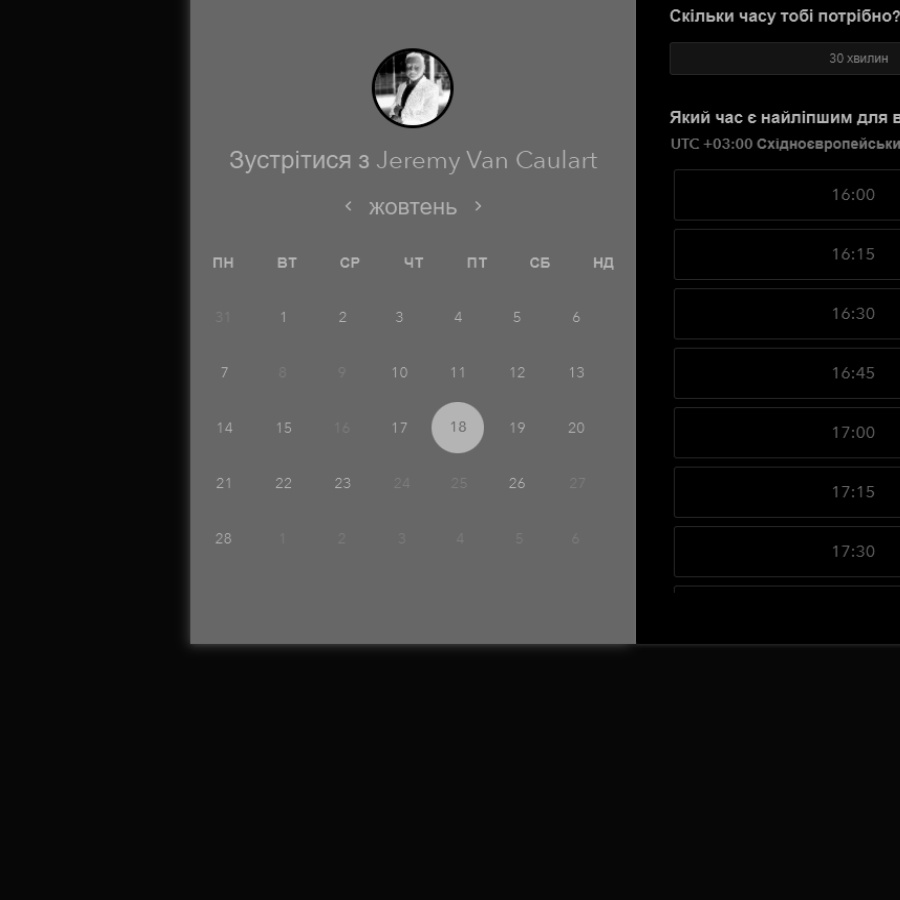 Зустрітися з Jeremy Van Caulart
‹ жовтень ›
ПН ВТ СР ЧТ ПТ СБ НД
31 1 2 3 4 5 6
7 8 9 10 11 12 13
14 15 16 17 18 19 20
21 22 23 24 25 26 27
28 1 2 3 4 5 6
Скільки часу тобі потрібно?
30 хвилин
Який час є найліпшим для в
UTC +03:00 Східноєвропейськи
16:00
16:15
16:30
16:45
17:00
17:15
17:30